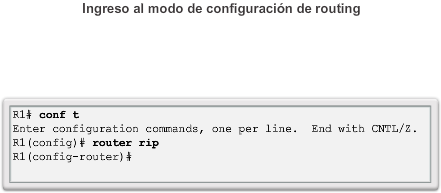 Ingreso al modo de configuración de routing
R1# conf t
Enter configuration commands, one per line.  End with CNTL/Z.
R1(config)# router rip
R1(config-router)#